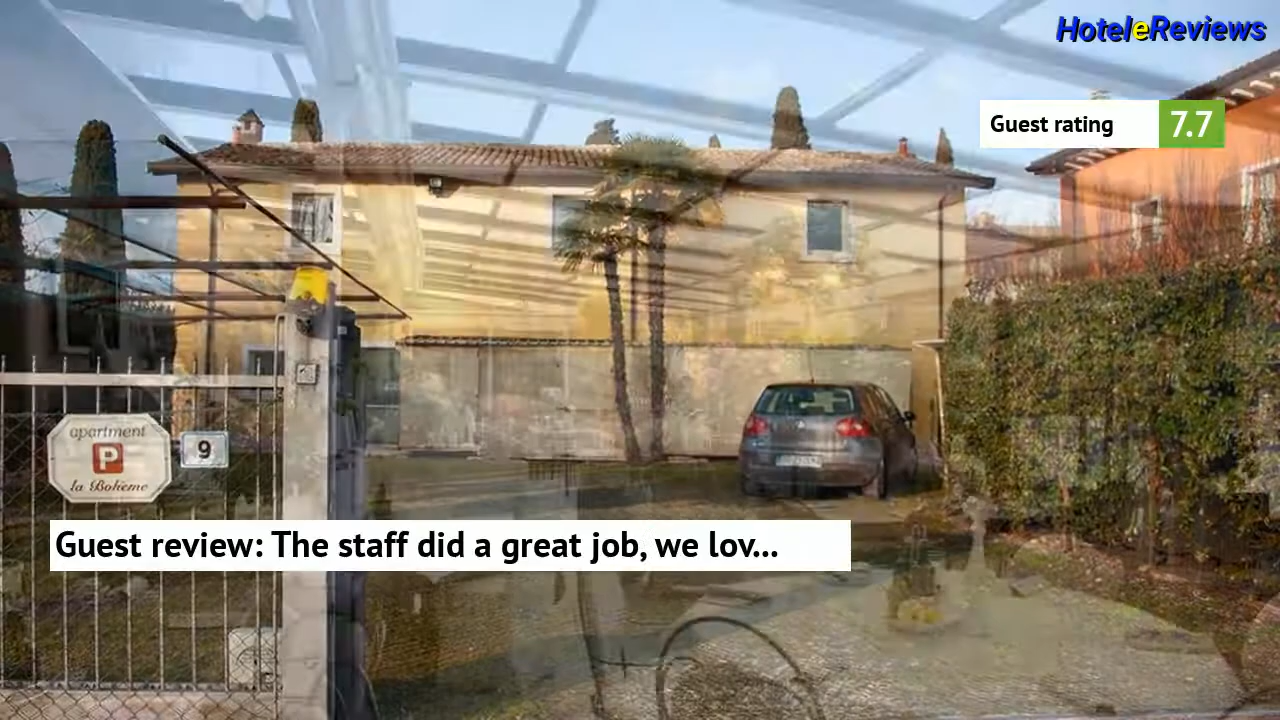 HoteleReviews
Guest rating
7.7
apartment
P
la Bohème
9
Guest review: The staff did a great job, we lov...